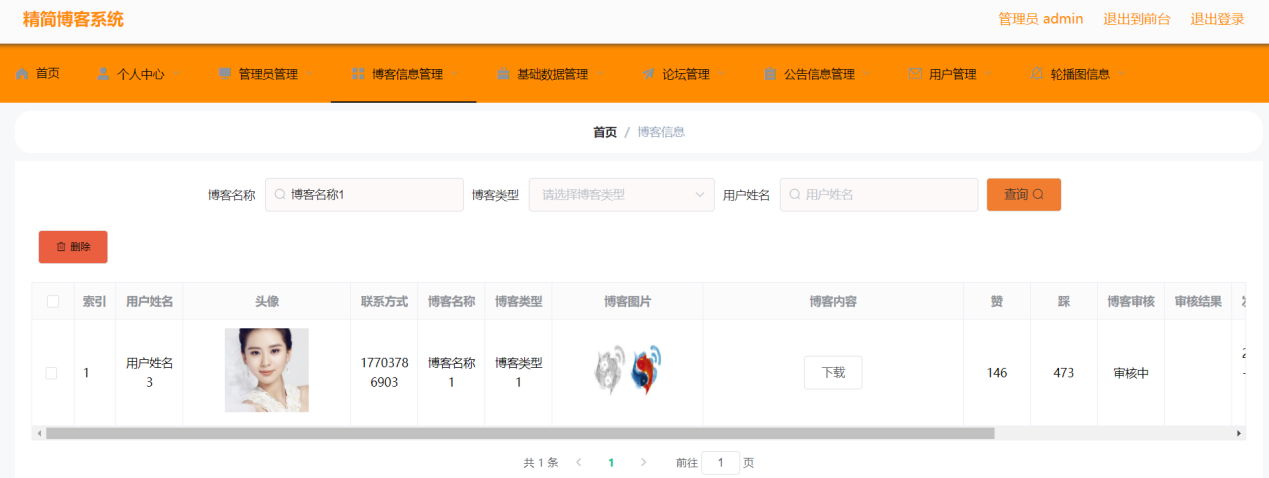 精简博客系统
管理员 admin 退出到前台 退出登录
首页 个人中心 管理员管理 博客信息管理 基础数据管理 论坛管理 公告信息管理 用户管理 轮播图信息
首页 / 博客信息
博客名称 博客名称1 博客类型 请选择博客类型 用户姓名 用户姓名 查询
删除
索引 用户姓名 头像 联系方式 博客名称 博客类型 博客图片 博客内容 赞 踩 博客审核 审核结果
1 用户姓名3 17703786903 博客名称1 博客类型1 下载 146 473 审核中
共 1 条 1 前往 1 页